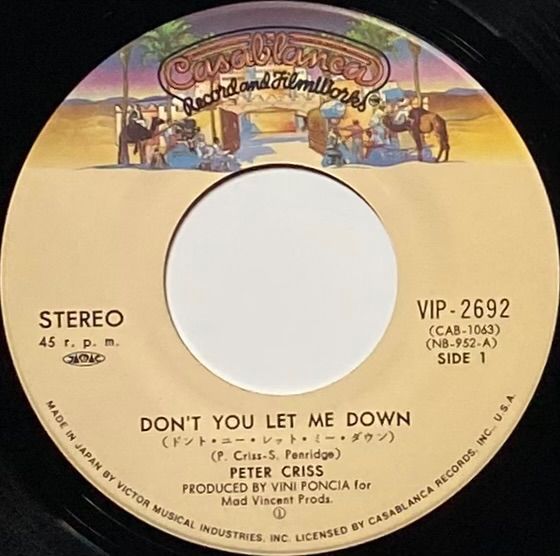 Casablanca
Record and FilmWorks
STEREO
45 r. p. m.
JASRAC
VIP-2692
(CAB-1063)
(NB-952-A)
SIDE 1
DON'T YOU LET ME DOWN
(ドント・ユー・レット・ミー・ダウン)
(P. Criss-S. Penridge)
PETER CRISS
PRODUCED BY VINI PONCIA for
Mad Vincent Prods.
MADE IN JAPAN BY VICTOR MUSICAL INDUSTRIES, INC. LICENSED BY CASABLANCA RECORDS, INC., U.S.A.